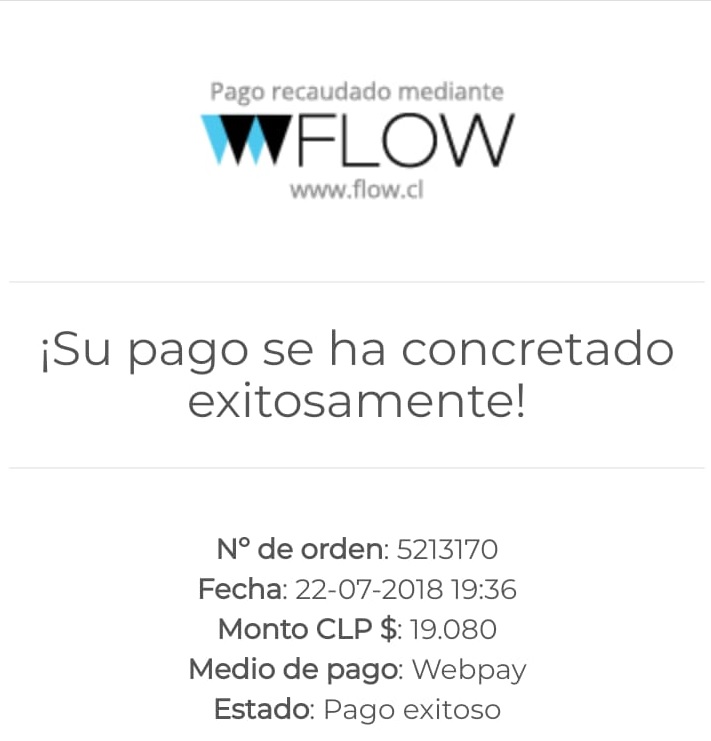 Pago recaudado mediante
FLOW
www.flow.cl
¡Su pago se ha concretado
exitosamente!
Nº de orden: 5213170
Fecha: 22-07-2018 19:36
Monto CLP $: 19.080
Medio de pago: Webpay
Estado: Pago exitoso